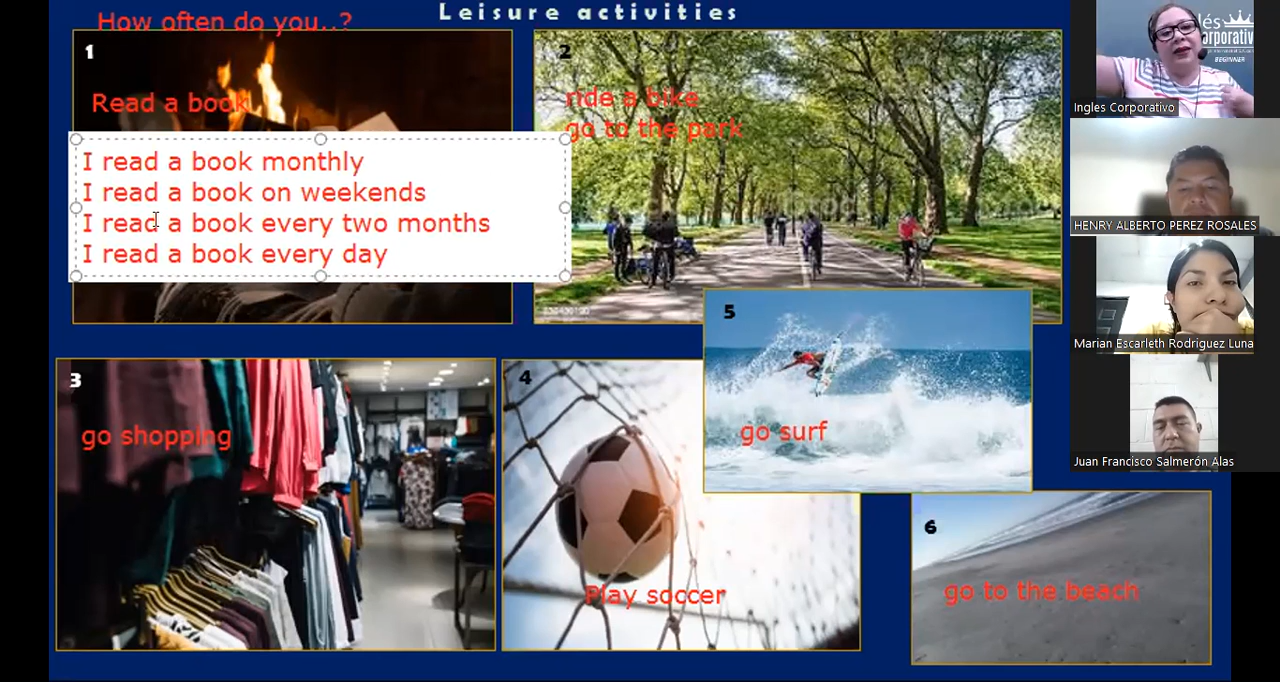 Leisure activities
How often do you..?
1
Read a book
I read a book monthly
I read a book on weekends
I read a book every two months
I read a book every day
2
ride a bike
go to the park
3
go shopping
4
Play soccer
5
go surf
6
go to the beach
BEGINNER
Ingles Corporativo
HENRY ALBERTO PEREZ ROSALES
Marian Escarleth Rodriguez Luna
Juan Francisco Salmerón Alas